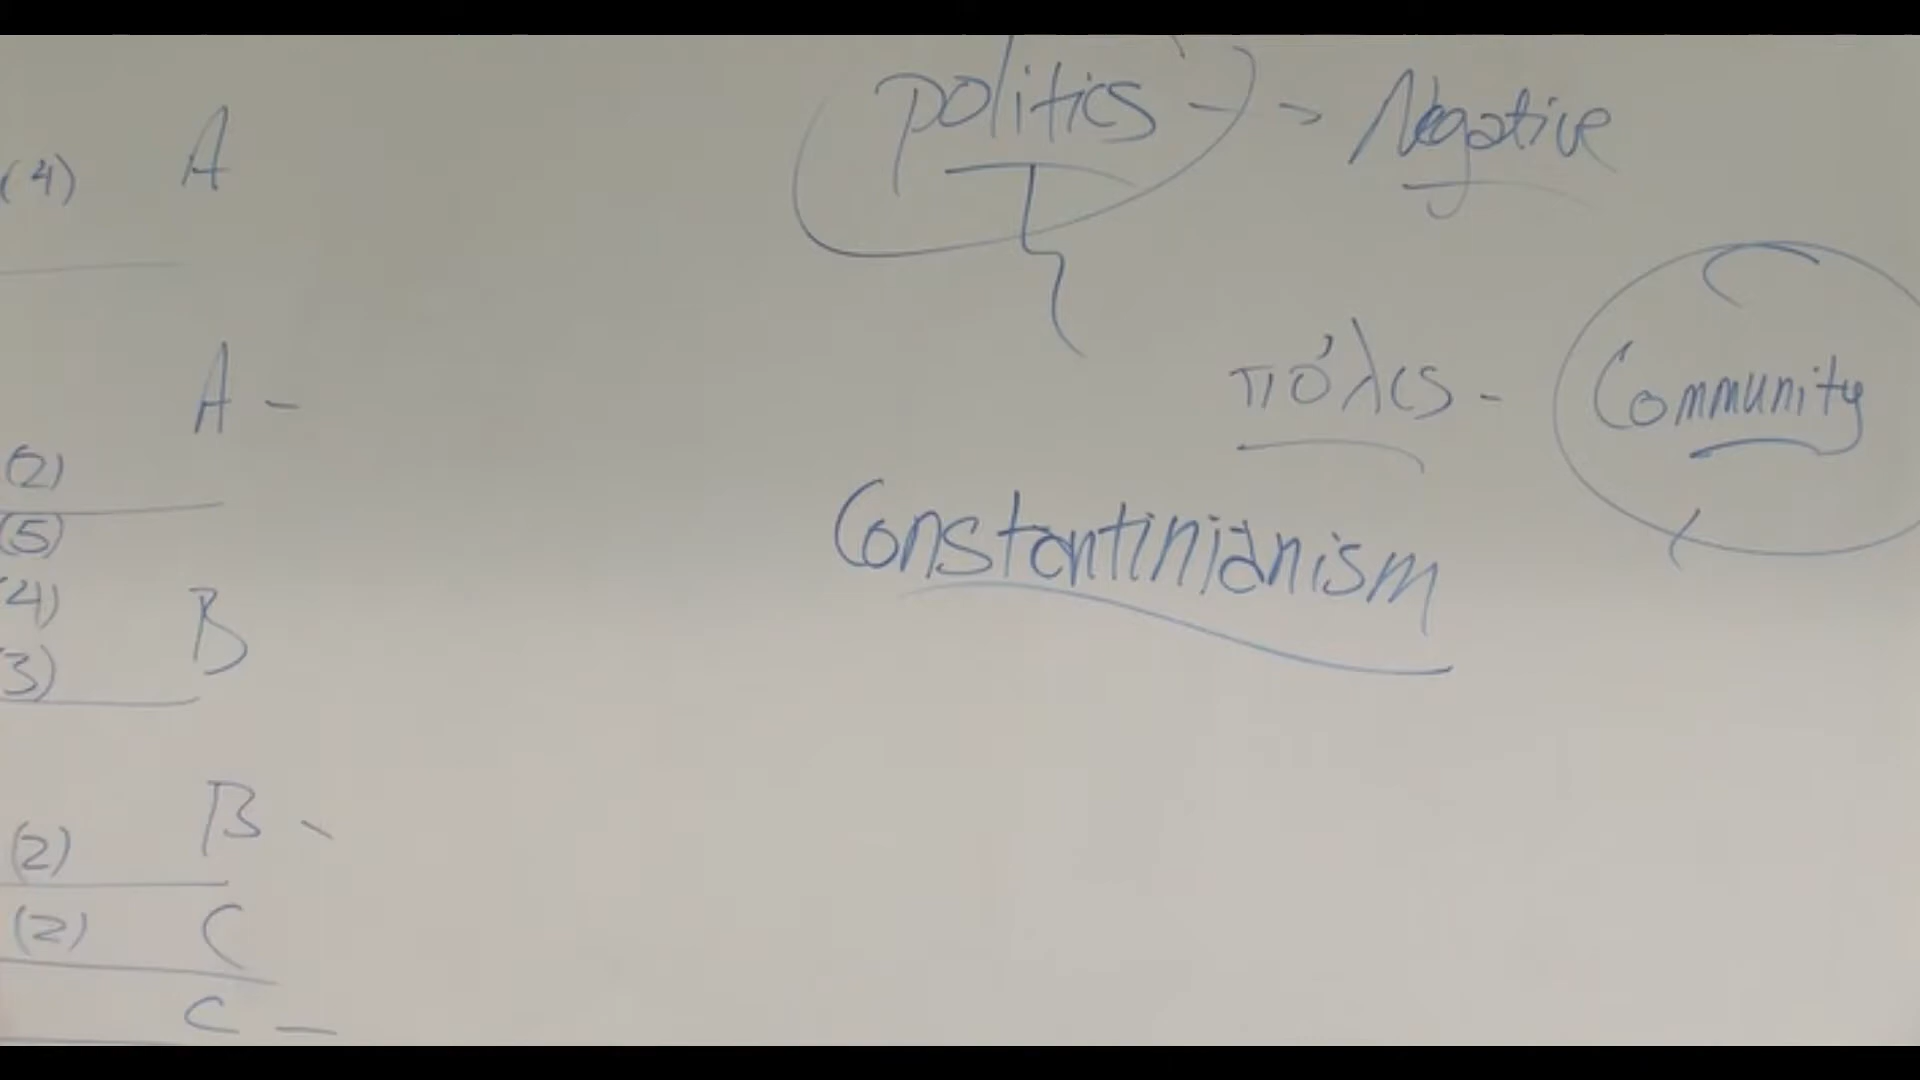 politics - Negative
(4) A
πόλις - Community
A -
(2)
(5)
Constantinianism
(4)
B
(3)
B -
(2)
(2) C
C -